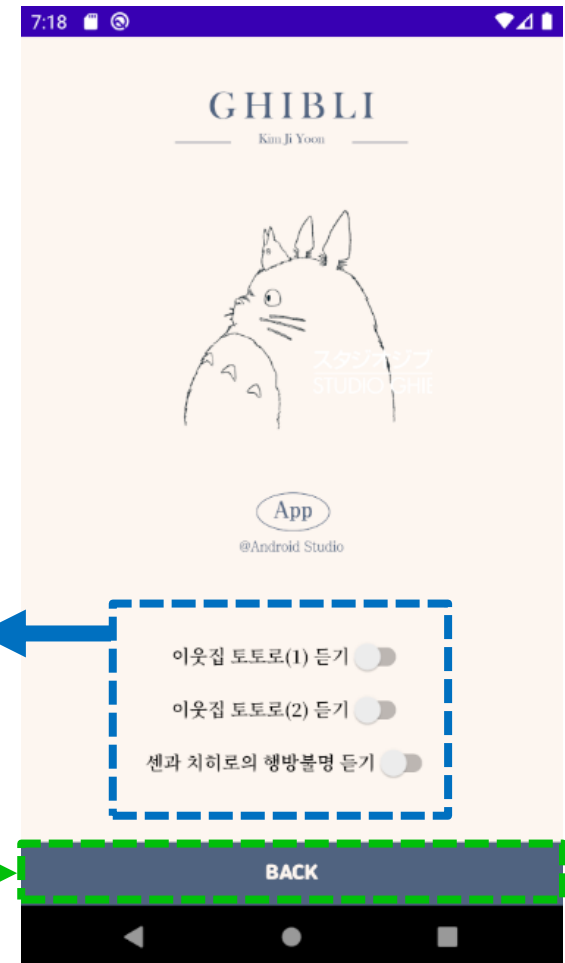 7:18
GHIBLI
Kim Ji Yoon
スタジオジブ
STUDIO GHIB
App
@Android Studio
이웃집 토토로(1) 듣기
이웃집 토토로(2) 듣기
센과 치히로의 행방불명 듣기
BACK